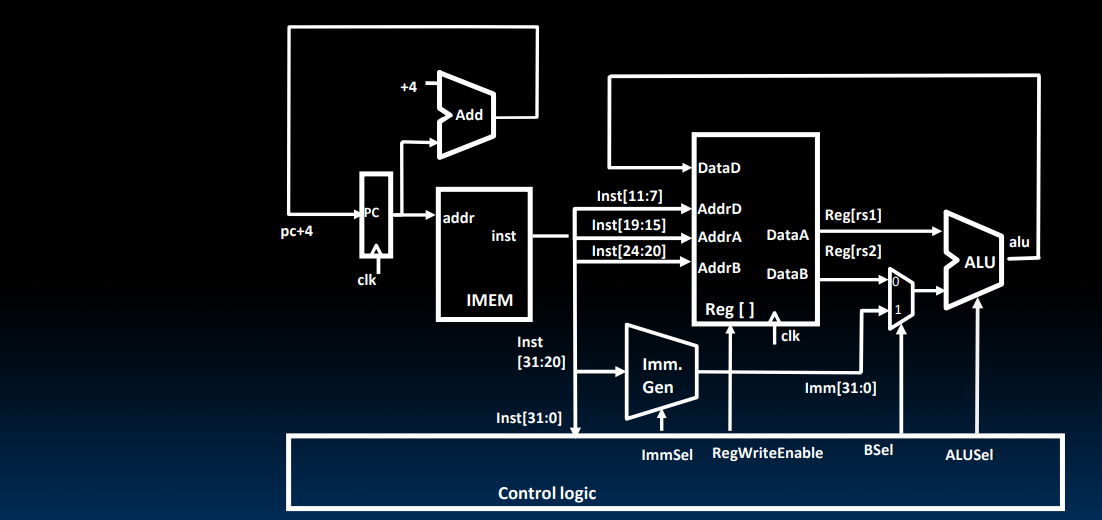 +4
Add
DataD
Inst[11:7]
PC
addr
AddrD
Reg[rs1]
Inst[19:15]
pc+4
inst
AddrA
DataA
alu
Inst[24:20]
Reg[rs2]
ALU
AddrB
DataB
clk
0
IMEM
Reg [ ]
1
clk
Inst
[31:20]
Imm.
Gen
Imm[31:0]
Inst[31:0]
ImmSel
RegWriteEnable
BSel
ALUSel
Control logic